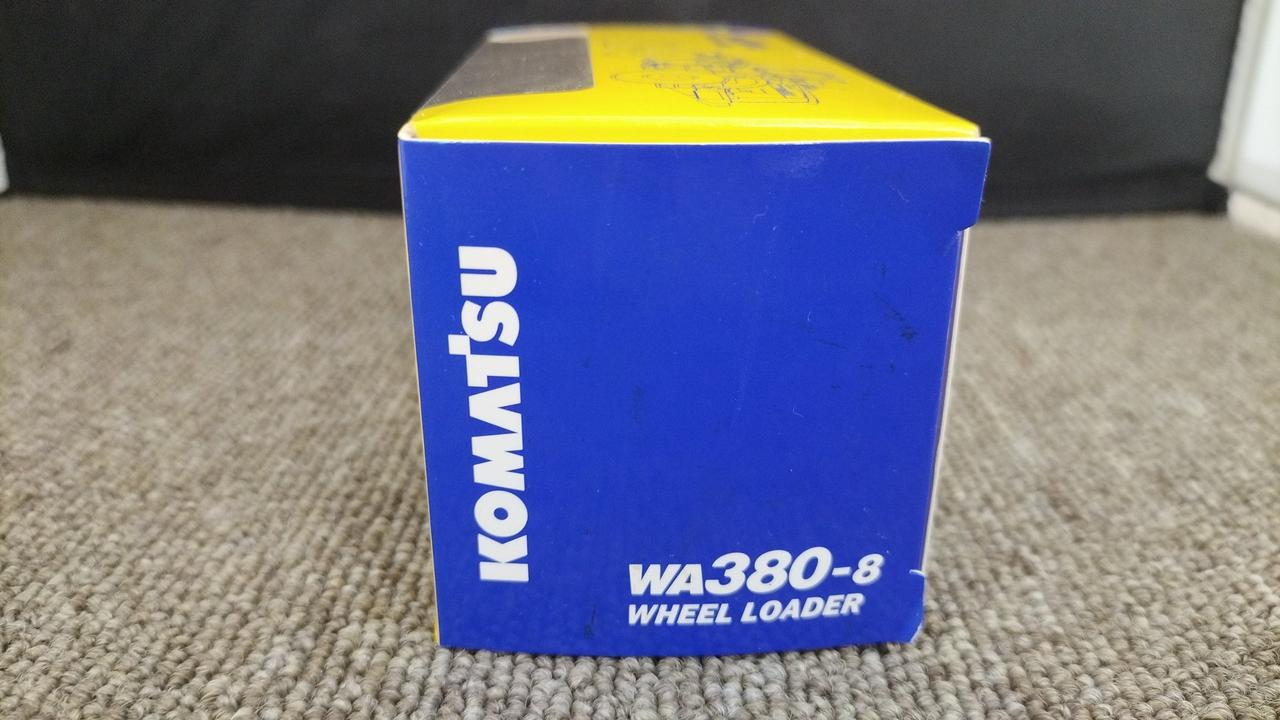 KOMATSU
WA380-8
WHEEL LOADER